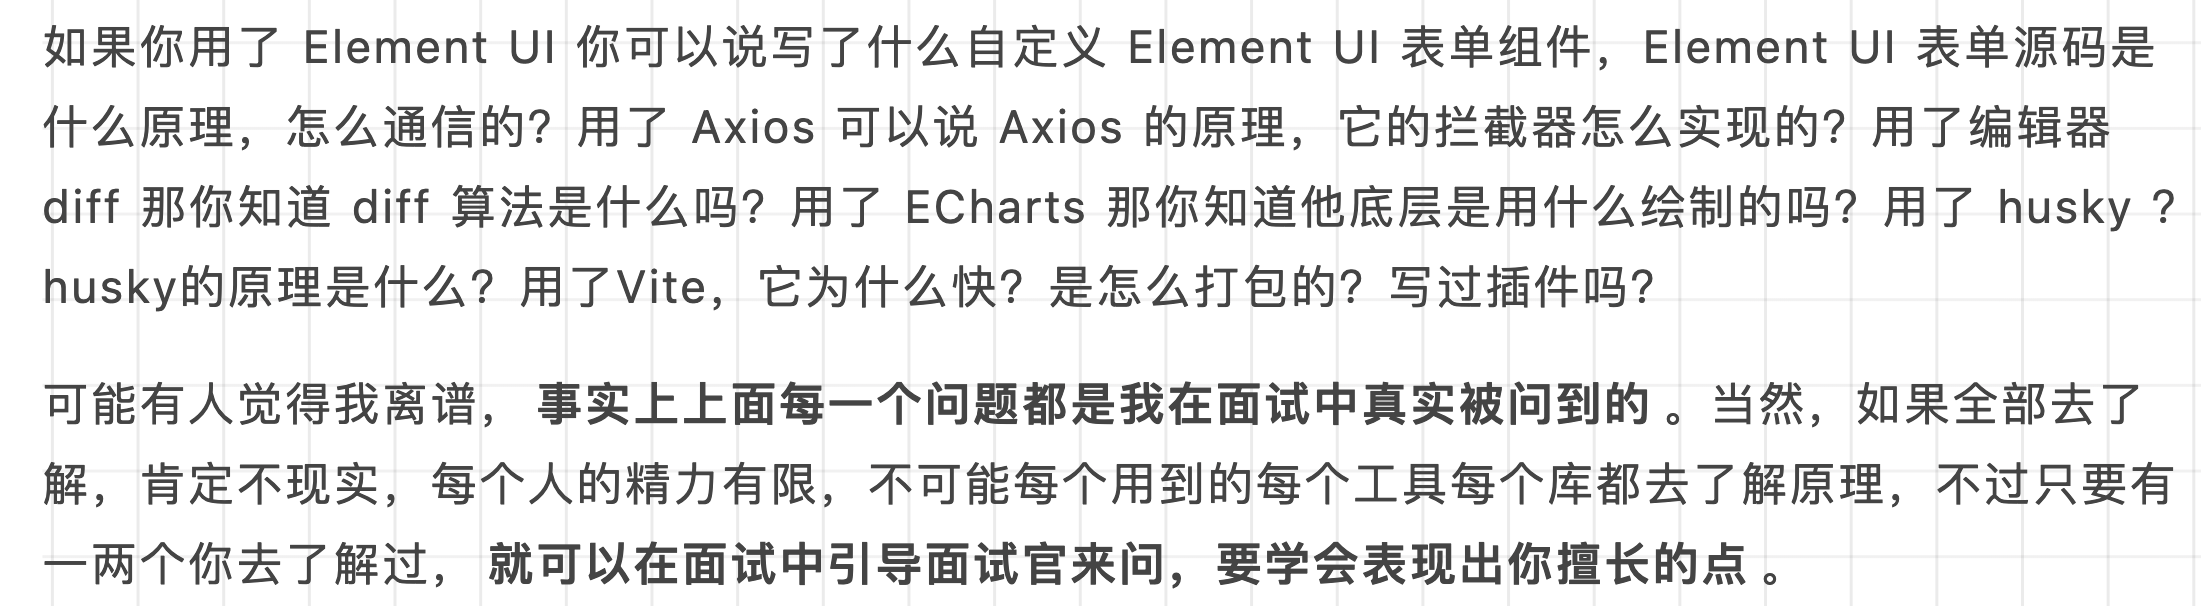 如果你用了 Element UI 你可以说写了什么自定义 Element UI 表单组件，Element UI 表单源码是
什么原理，怎么通信的？用了 Axios 可以说 Axios 的原理，它的拦截器怎么实现的？用了编辑器
diff 那你知道 diff 算法是什么吗？用了 ECharts 那你知道他底层是用什么绘制的吗？用了 husky ？
husky的原理是什么？用了Vite，它为什么快？是怎么打包的？写过插件吗？
可能有人觉得我离谱， 事实上上面每一个问题都是我在面试中真实被问到的 。当然，如果全部去了
解，肯定不现实，每个人的精力有限，不可能每个用到的每个工具每个库都去了解原理，不过只要有
一两个你去了解过， 就可以在面试中引导面试官来问，要学会表现出你擅长的点 。